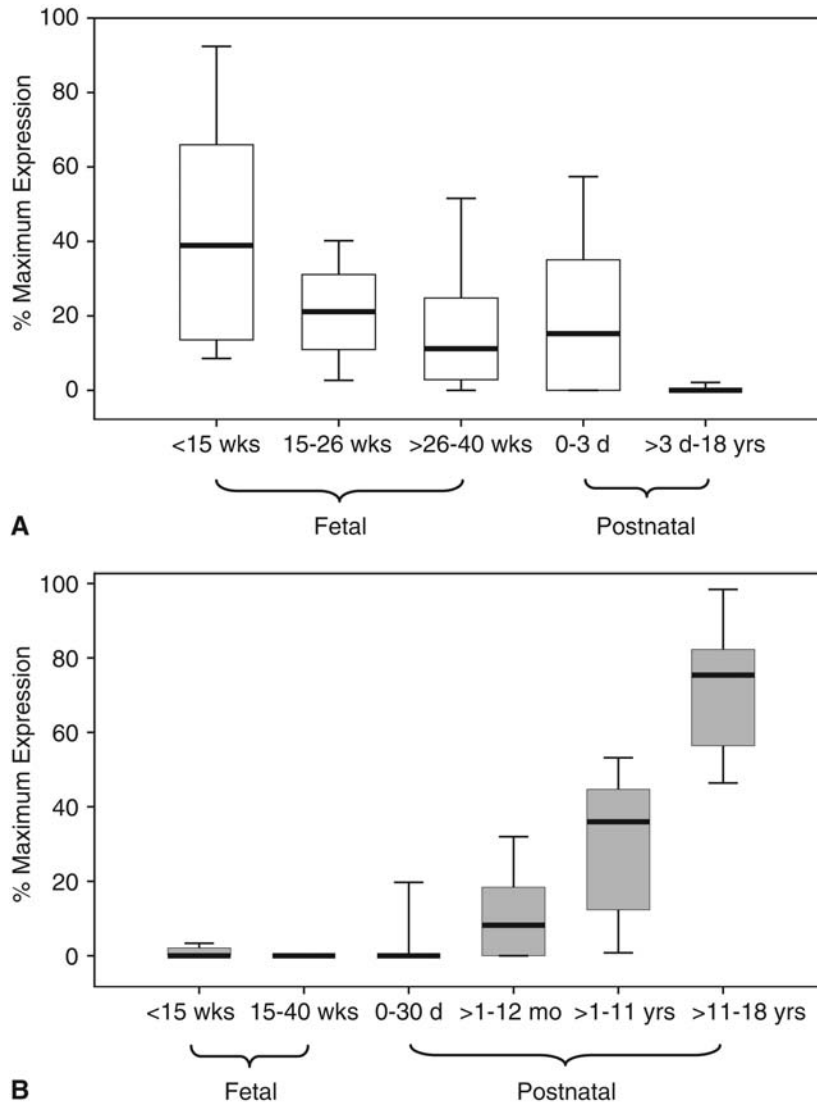 100
80
60
40
20
0
% Maximum Expression
<15 wks 15-26 wks >26-40 wks 0-3 d >3 d-18 yrs
Fetal Postnatal
A
100
80
60
40
20
0
% Maximum Expression
<15 wks 15-40 wks 0-30 d >1-12 mo >1-11 yrs >11-18 yrs
Fetal Postnatal
B